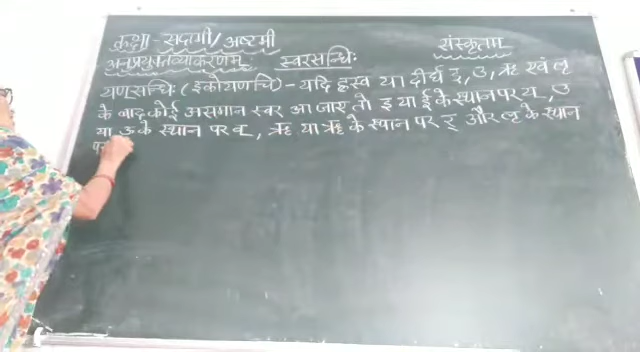 कक्षा - सप्तमी/अष्टमी संस्कृतम्
अनुप्रयुक्तव्याकरणम् स्वरसन्धिः
यण्सन्धिः (इकोयणचि) - यदि ह्रस्व या दीर्घ इ, उ, ऋ एवं लृ
के बाद कोई असमान स्वर आ जाए तो इ या ई के स्थान पर य्, उ
या ऊ के स्थान पर व्, ऋ या ॠ के स्थान पर र् और लृ के स्थान